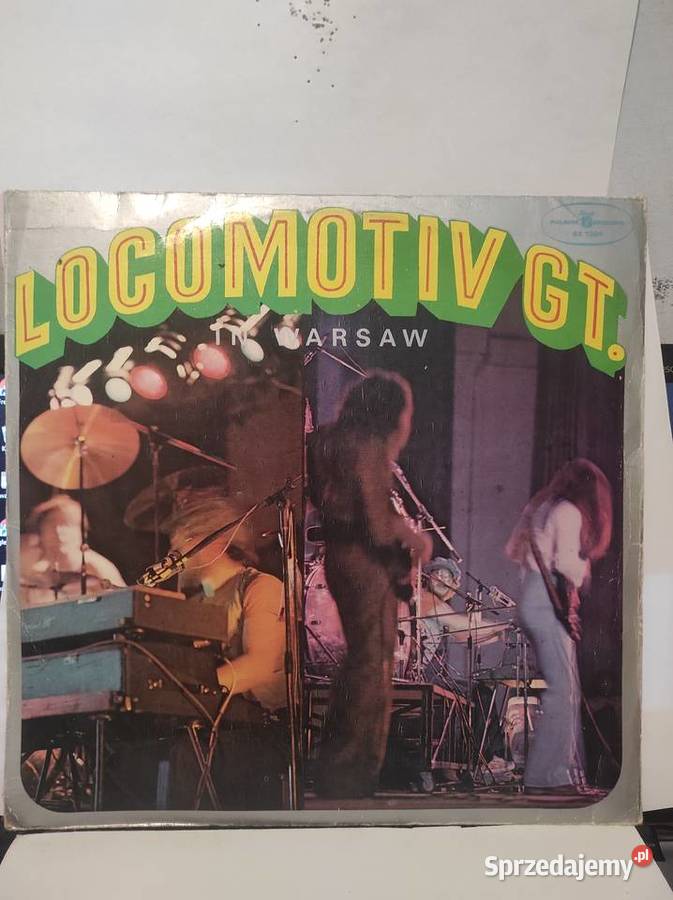 LOCOMOTIV GT.
IN WARSAW
Sprzedajemy.pl